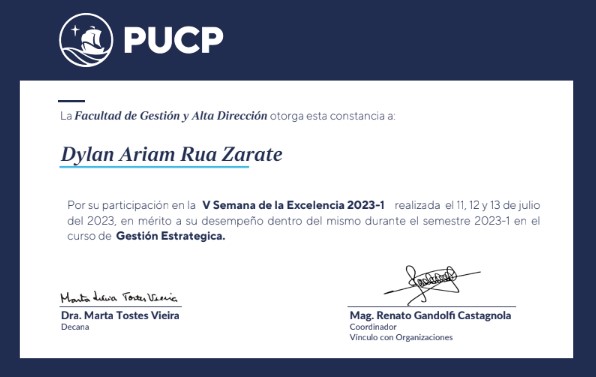 PUCP
La Facultad de Gestión y Alta Dirección otorga esta constancia a:
Dylan Ariam Rua Zarate
Por su participación en la V Semana de la Excelencia 2023-1 realizada el 11, 12 y 13 de julio
del 2023, en mérito a su desempeño dentro del mismo durante el semestre 2023-1 en el
curso de Gestión Estrategica.
Marta Lucia Tostes Vieira
Dra. Marta Tostes Vieira
Decana
Mag. Renato Gandolfi Castagnola
Coordinador
Vínculo con Organizaciones